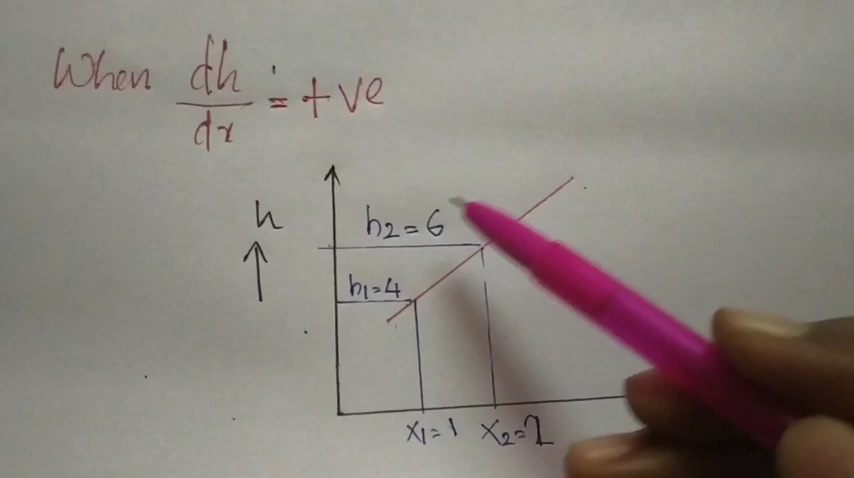 When dh/dx = +ve
h
h2 = 6
h1=4
x1=1 x2=2